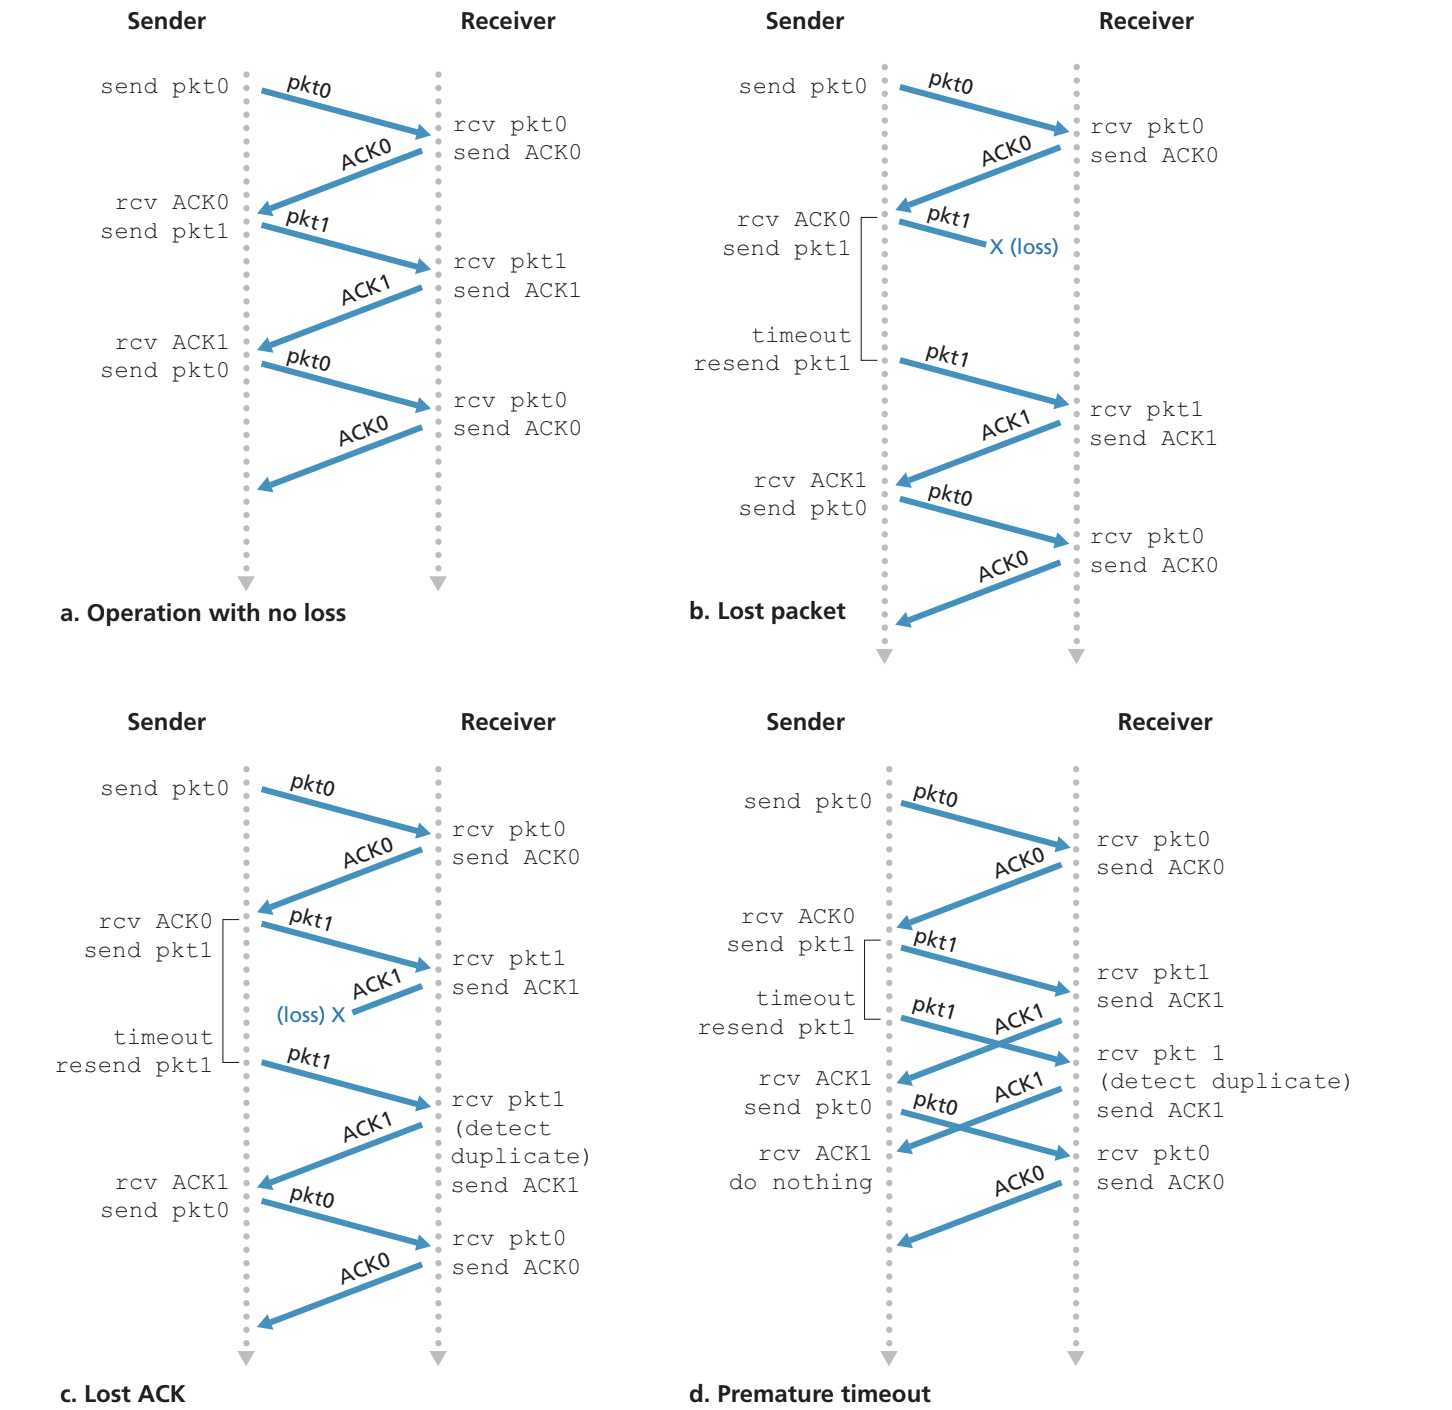 Sender Receiver
send pkt0
pkt0
rcv pkt0
send ACK0
ACK0
rcv ACK0
send pkt1
pkt1
rcv pkt1
send ACK1
ACK1
rcv ACK1
send pkt0
pkt0
rcv pkt0
send ACK0
ACK0
a. Operation with no loss
Sender Receiver
send pkt0
pkt0
rcv pkt0
send ACK0
ACK0
rcv ACK0
send pkt1
pkt1
X (loss)
timeout
resend pkt1
pkt1
rcv pkt1
send ACK1
ACK1
rcv ACK1
send pkt0
pkt0
rcv pkt0
send ACK0
ACK0
b. Lost packet
Sender Receiver
send pkt0
pkt0
rcv pkt0
send ACK0
ACK0
rcv ACK0
send pkt1
pkt1
rcv pkt1
send ACK1
ACK1
(loss) X
timeout
resend pkt1
pkt1
rcv pkt1
(detect
duplicate)
send ACK1
ACK1
rcv ACK1
send pkt0
pkt0
rcv pkt0
send ACK0
ACK0
c. Lost ACK
Sender Receiver
send pkt0
pkt0
rcv pkt0
send ACK0
ACK0
rcv ACK0
send pkt1
pkt1
rcv pkt1
send ACK1
timeout
resend pkt1
pkt1
ACK1
rcv pkt 1
(detect duplicate)
send ACK1
rcv ACK1
send pkt0
pkt0
ACK1
rcv ACK1
do nothing
rcv pkt0
send ACK0
ACK0
d. Premature timeout